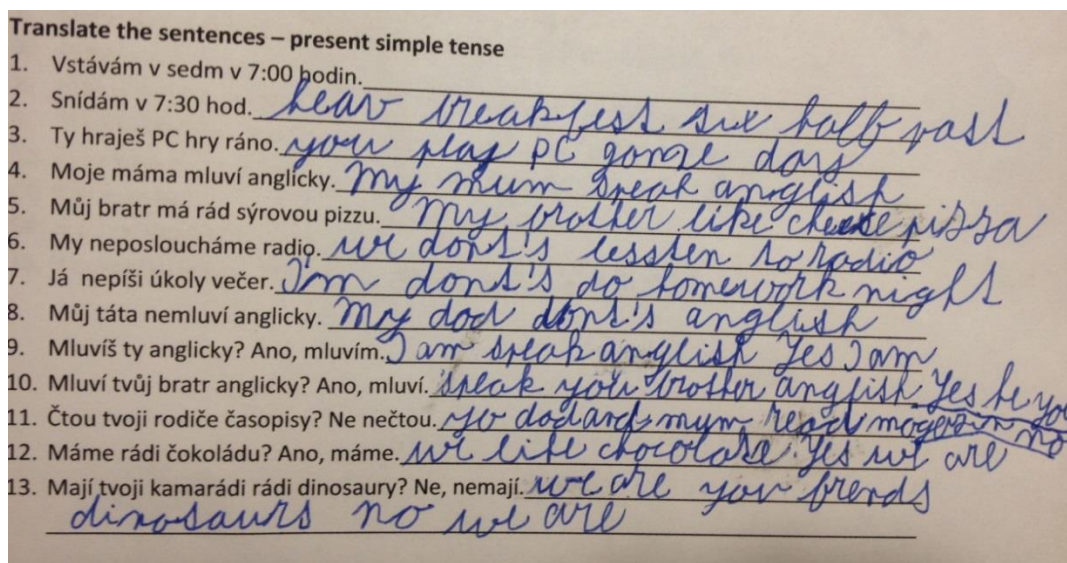 Translate the sentences – present simple tense
1. Vstávám v sedm v 7:00 hodin.
2. Snídám v 7:30 hod. heav breakfest six halb past
3. Ty hraješ PC hry ráno. you play PC gamze day
4. Moje máma mluví anglicky. My mum speak anglish
5. Můj bratr má rád sýrovou pizzu. My brother like cheese pizza
6. My neposloucháme radio. we dont's lessten to radio
7. Já nepíši úkoly večer. I'm dont's do homework night
8. Můj táta nemluví anglicky. My dad dont's anglish
9. Mluvíš ty anglicky? Ano, mluvím. I am speak anglish Yes I am
10. Mluví tvůj bratr anglicky? Ano, mluví. speak you brother anglish Yes he you
11. Čtou tvoji rodiče časopisy? Ne nečtou. yo dad and mum read mogezin no
12. Máme rádi čokoládu? Ano, máme. we like chocolate. Yes we are
13. Mají tvoji kamarádi rádi dinosaury? Ne, nemají. we are your frends
dinosaurs no we are